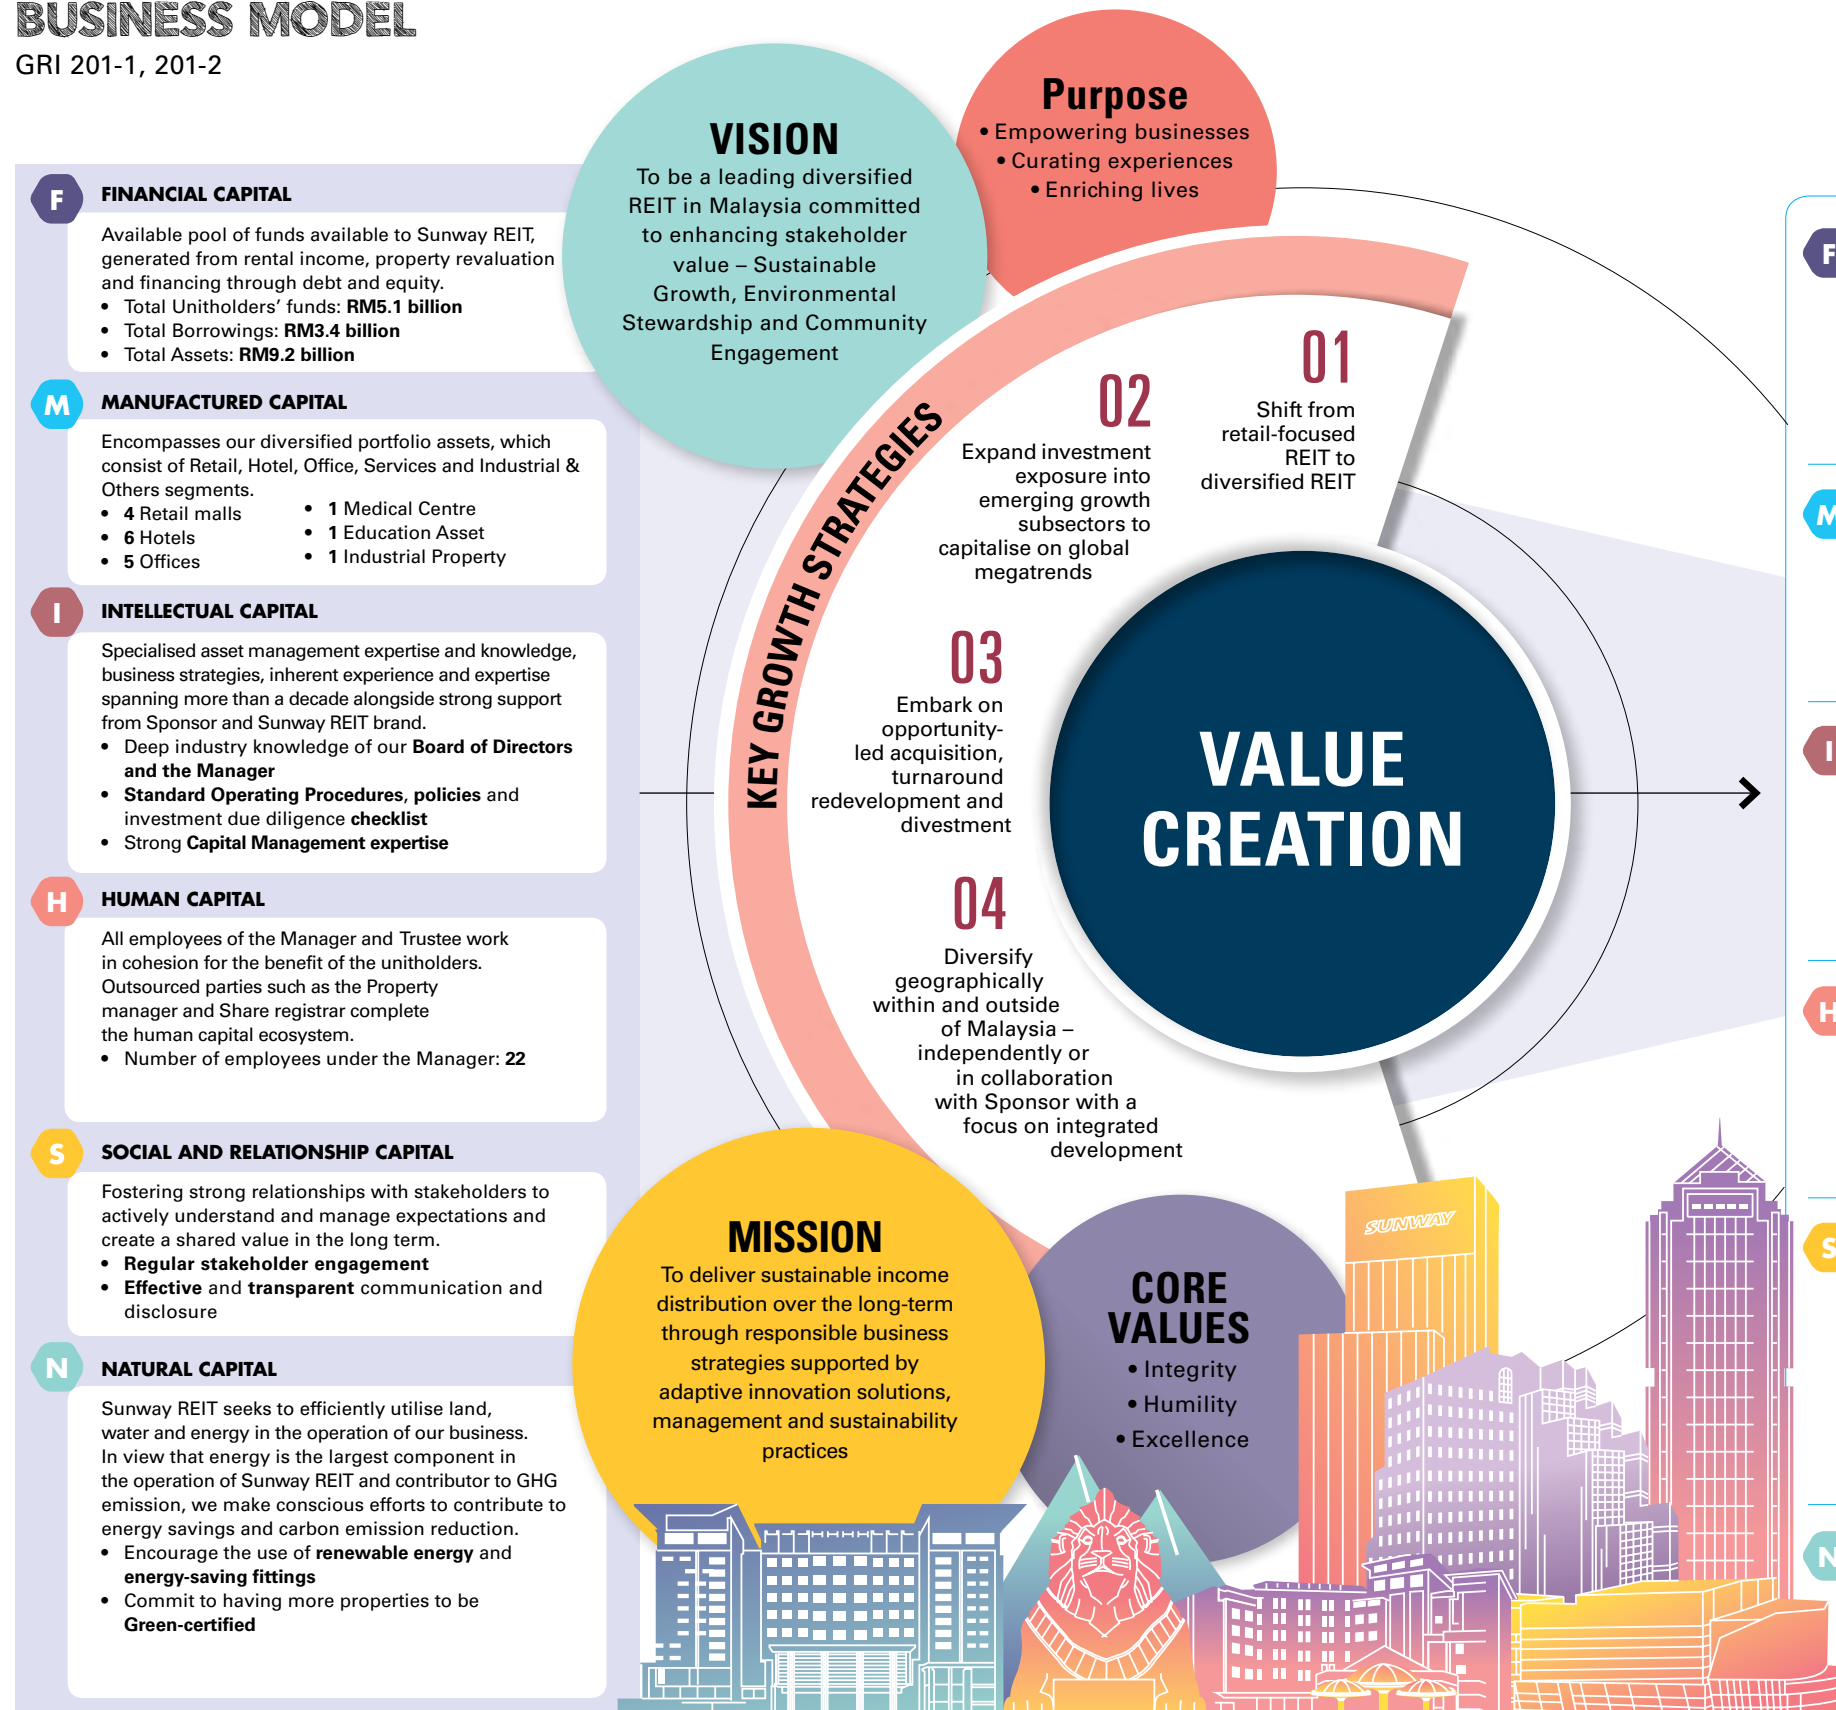 BUSINESS MODEL
GRI 201-1, 201-2
F
FINANCIAL CAPITAL
Available pool of funds available to Sunway REIT,
generated from rental income, property revaluation
and financing through debt and equity.
• Total Unitholders’ funds: RM5.1 billion
• Total Borrowings: RM3.4 billion
• Total Assets: RM9.2 billion
M
MANUFACTURED CAPITAL
Encompasses our diversified portfolio assets, which
consist of Retail, Hotel, Office, Services and Industrial &
Others segments.
• 4 Retail malls
• 6 Hotels
• 5 Offices
• 1 Medical Centre
• 1 Education Asset
• 1 Industrial Property
I
INTELLECTUAL CAPITAL
Specialised asset management expertise and knowledge,
business strategies, inherent experience and expertise
spanning more than a decade alongside strong support
from Sponsor and Sunway REIT brand.
• Deep industry knowledge of our Board of Directors
and the Manager
• Standard Operating Procedures, policies and
investment due diligence checklist
• Strong Capital Management expertise
H
HUMAN CAPITAL
All employees of the Manager and Trustee work
in cohesion for the benefit of the unitholders.
Outsourced parties such as the Property
manager and Share registrar complete
the human capital ecosystem.
• Number of employees under the Manager: 22
S
SOCIAL AND RELATIONSHIP CAPITAL
Fostering strong relationships with stakeholders to
actively understand and manage expectations and
create a shared value in the long term.
• Regular stakeholder engagement
• Effective and transparent communication and
disclosure
N
NATURAL CAPITAL
Sunway REIT seeks to efficiently utilise land,
water and energy in the operation of our business.
In view that energy is the largest component in
the operation of Sunway REIT and contributor to GHG
emission, we make conscious efforts to contribute to
energy savings and carbon emission reduction.
• Encourage the use of renewable energy and
energy-saving fittings
• Commit to having more properties to be
Green-certified
VISION
To be a leading diversified
REIT in Malaysia committed
to enhancing stakeholder
value – Sustainable
Growth, Environmental
Stewardship and Community
Engagement
Purpose
• Empowering businesses
• Curating experiences
• Enriching lives
KEY GROWTH STRATEGIES
01
Shift from
retail-focused
REIT to
diversified REIT
02
Expand investment
exposure into
emerging growth
subsectors to
capitalise on global
megatrends
03
Embark on
opportunity-
led acquisition,
turnaround
redevelopment and
divestment
04
Diversify
geographically
within and outside
of Malaysia –
independently or
in collaboration
with Sponsor with a
focus on integrated
development
VALUE
CREATION
MISSION
To deliver sustainable income
distribution over the long-term
through responsible business
strategies supported by
adaptive innovation solutions,
management and sustainability
practices
CORE
VALUES
• Integrity
• Humility
• Excellence
SUNWAY
F
M
I
H
S
N